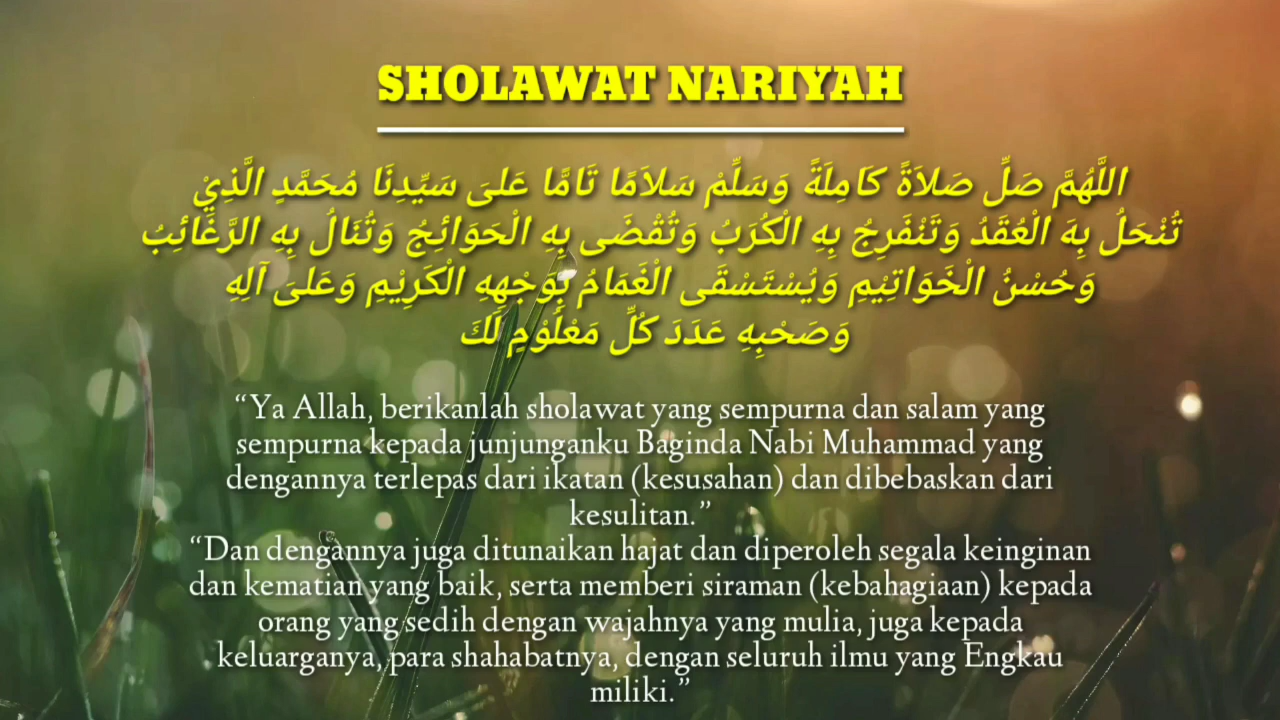 SHOLAWAT NARIYAH
اللَّهُمَّ صَلِّ صَلاَةً كَامِلَةً وَسَلِّمْ سَلاَمًا تَامًّا عَلىَ سَيِّدِنَا مُحَمَّدٍ الَّذِيْ
تُنْحَلُ بِهَ الْعُقَدُ وَتَنْفَرِجُ بِهِ الْكُرَبُ وَتُقْضَى بِهِ الْحَوَائِجُ وَتُنَالُ بِهِ الرَّغَائِبُ
وَحُسْنُ الْخَوَاتِيْمِ وَيُسْتَسْقَى الْغَمَامُ بِوَجْهِهِ الْكَرِيْمِ وَعَلىَ آلِهِ
وَصَحْبِهِ عَدَدَ كُلِّ مَعْلُوْمٍ لَكَ
“Ya Allah, berikanlah sholawat yang sempurna dan salam yang
sempurna kepada junjunganku Baginda Nabi Muhammad yang
dengannya terlepas dari ikatan (kesusahan) dan dibebaskan dari
kesulitan.”
“Dan dengannya juga ditunaikan hajat dan diperoleh segala keinginan
dan kematian yang baik, serta memberi siraman (kebahagiaan) kepada
orang yang sedih dengan wajahnya yang mulia, juga kepada
keluarganya, para shahabatnya, dengan seluruh ilmu yang Engkau
miliki.”